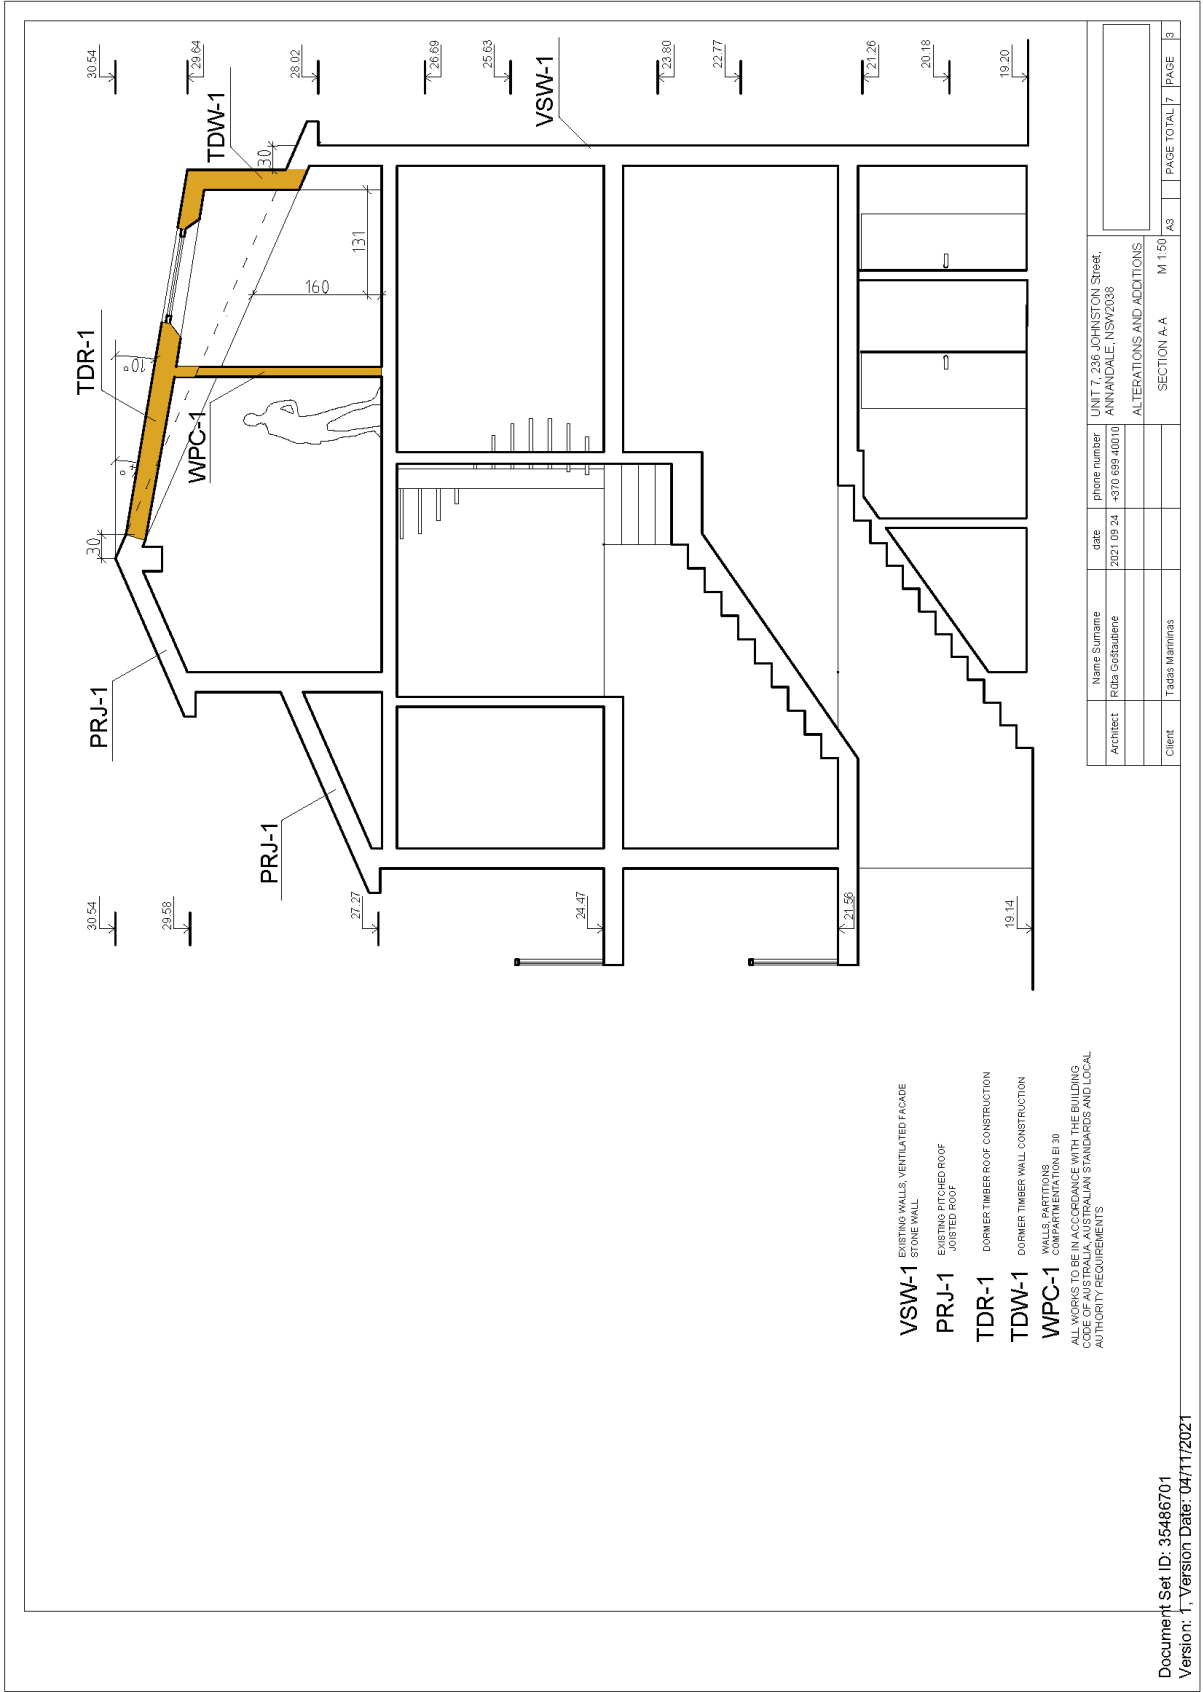 30.54
29.64
28.02
26.69
25.63
23.80
22.77
21.26
20.18
19.20
TDW-1
VSW-1
30
131
160
TDR-1
10°
WPC-1
30
PRJ-1
PRJ-1
30.54
29.58
27.27
24.47
21.56
19.14
VSW-1 EXISTING WALLS, VENTILATED FACADE
STONE WALL
PRJ-1 EXISTING PITCHED ROOF
JOISTED ROOF
TDR-1 DORMER TIMBER ROOF CONSTRUCTION
TDW-1 DORMER TIMBER WALL CONSTRUCTION
WPC-1 WALLS, PARTITIONS
COMPARTMENTATION EI 30
ALL WORKS TO BE IN ACCORDANCE WITH THE BUILDING
CODE OF AUSTRALIA, AUSTRALIAN STANDARDS AND LOCAL
AUTHORITY REQUIREMENTS
Name Surname date phone number
Architect Rūta Goštautienė 2021 09 24 +370 699 40010
Client Tadas Marininas
UNIT 7, 236 JOHNSTON Street,
ANNANDALE, NSW2038
ALTERATIONS AND ADDITIONS
SECTION A-A M 1:50
A3 PAGE TOTAL 7 PAGE 3
Document Set ID: 35486701
Version: 1, Version Date: 04/11/2021